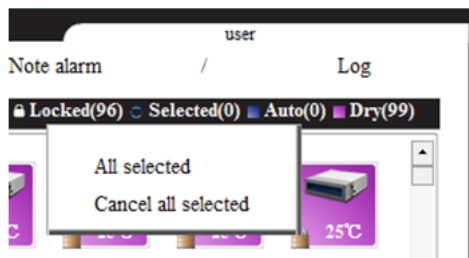 user
Note alarm / Log
Locked(96) Selected(0) Auto(0) Dry(99)
All selected
Cancel all selected
25℃